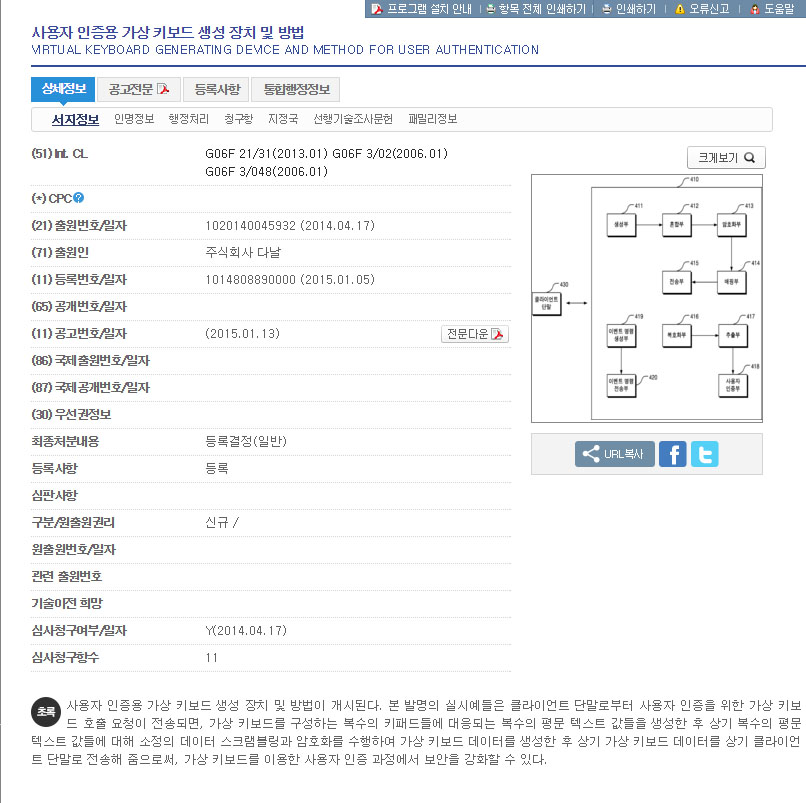 프로그램 설치 안내 | 항목 전체 인쇄하기 | 인쇄하기 | 오류신고 | 도움말
사용자 인증용 가상 키보드 생성 장치 및 방법
VIRTUAL KEYBOARD GENERATING DEVICE AND METHOD FOR USER AUTHENTICATION
상세정보 공고전문 등록사항 통합행정정보
서지정보 인명정보 행정처리 청구항 지정국 선행기술조사문헌 패밀리정보
(51) Int. CL G06F 21/31(2013.01) G06F 3/02(2006.01)
G06F 3/048(2006.01)
크게보기
(*) CPC
(21) 출원번호/일자 1020140045932 (2014.04.17)
(71) 출원인 주식회사 다날
(11) 등록번호/일자 1014808890000 (2015.01.05)
(65) 공개번호/일자
(11) 공고번호/일자 (2015.01.13) 전문다운
(86) 국제출원번호/일자
(87) 국제공개번호/일자
(30) 우선권정보
최종처분내용 등록결정(일반)
등록사항 등록
심판사항
구분/원출원권리 신규 /
원출원번호/일자
관련 출원번호
기술이전 희망
심사청구여부/일자 Y(2014.04.17)
심사청구항수 11
410
411 412 413
생성부 혼합부 암호화부
415 414
전송부 매핑부
430
클라이언트
단말
419 416 417
이벤트 명령
생성부
복호화부 추출부
420 418
이벤트 명령
전송부
사용자
인증부
URL복사
초록
사용자 인증용 가상 키보드 생성 장치 및 방법이 개시된다. 본 발명의 실시예들은 클라이언트 단말로부터 사용자 인증을 위한 가상 키보
드 호출 요청이 전송되면, 가상 키보드를 구성하는 복수의 키패드들에 대응되는 복수의 평문 텍스트 값들을 생성한 후 상기 복수의 평문
텍스트 값들에 대해 소정의 데이터 스크램블링과 암호화를 수행하여 가상 키보드 데이터를 생성한 후 상기 가상 키보드 데이터를 상기 클라이언
트 단말로 전송해 줌으로써, 가상 키보드를 이용한 사용자 인증 과정에서 보안을 강화할 수 있다.